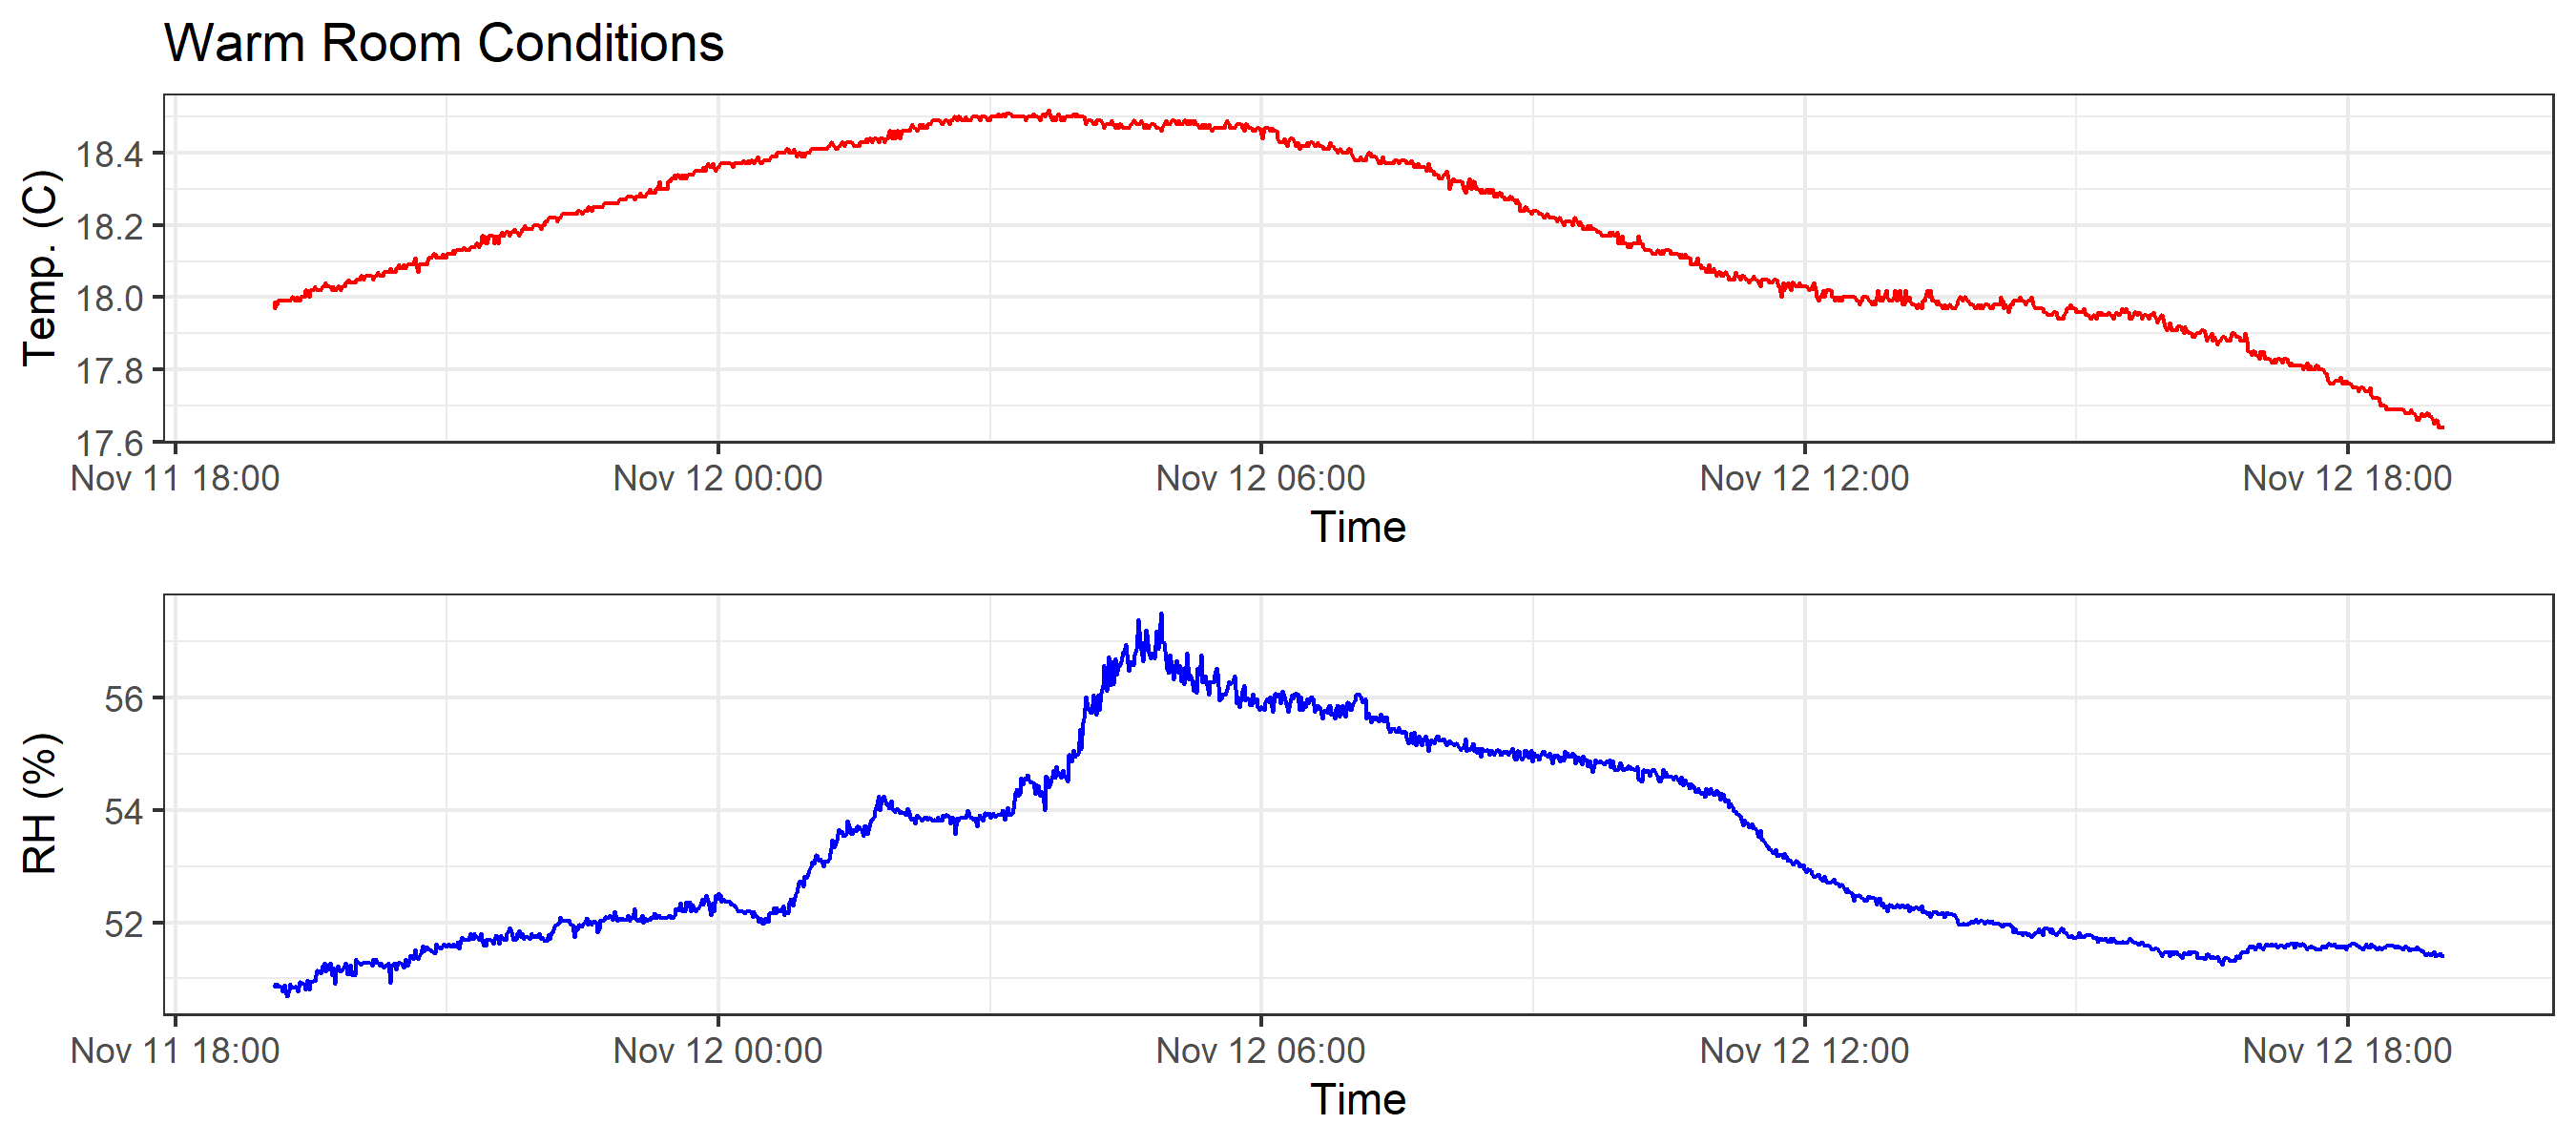 Warm Room Conditions
Temp. (C)
18.4
18.2
18.0
17.8
17.6
Nov 11 18:00 Nov 12 00:00 Nov 12 06:00 Nov 12 12:00 Nov 12 18:00
Time
RH (%)
56
54
52
Nov 11 18:00 Nov 12 00:00 Nov 12 06:00 Nov 12 12:00 Nov 12 18:00
Time